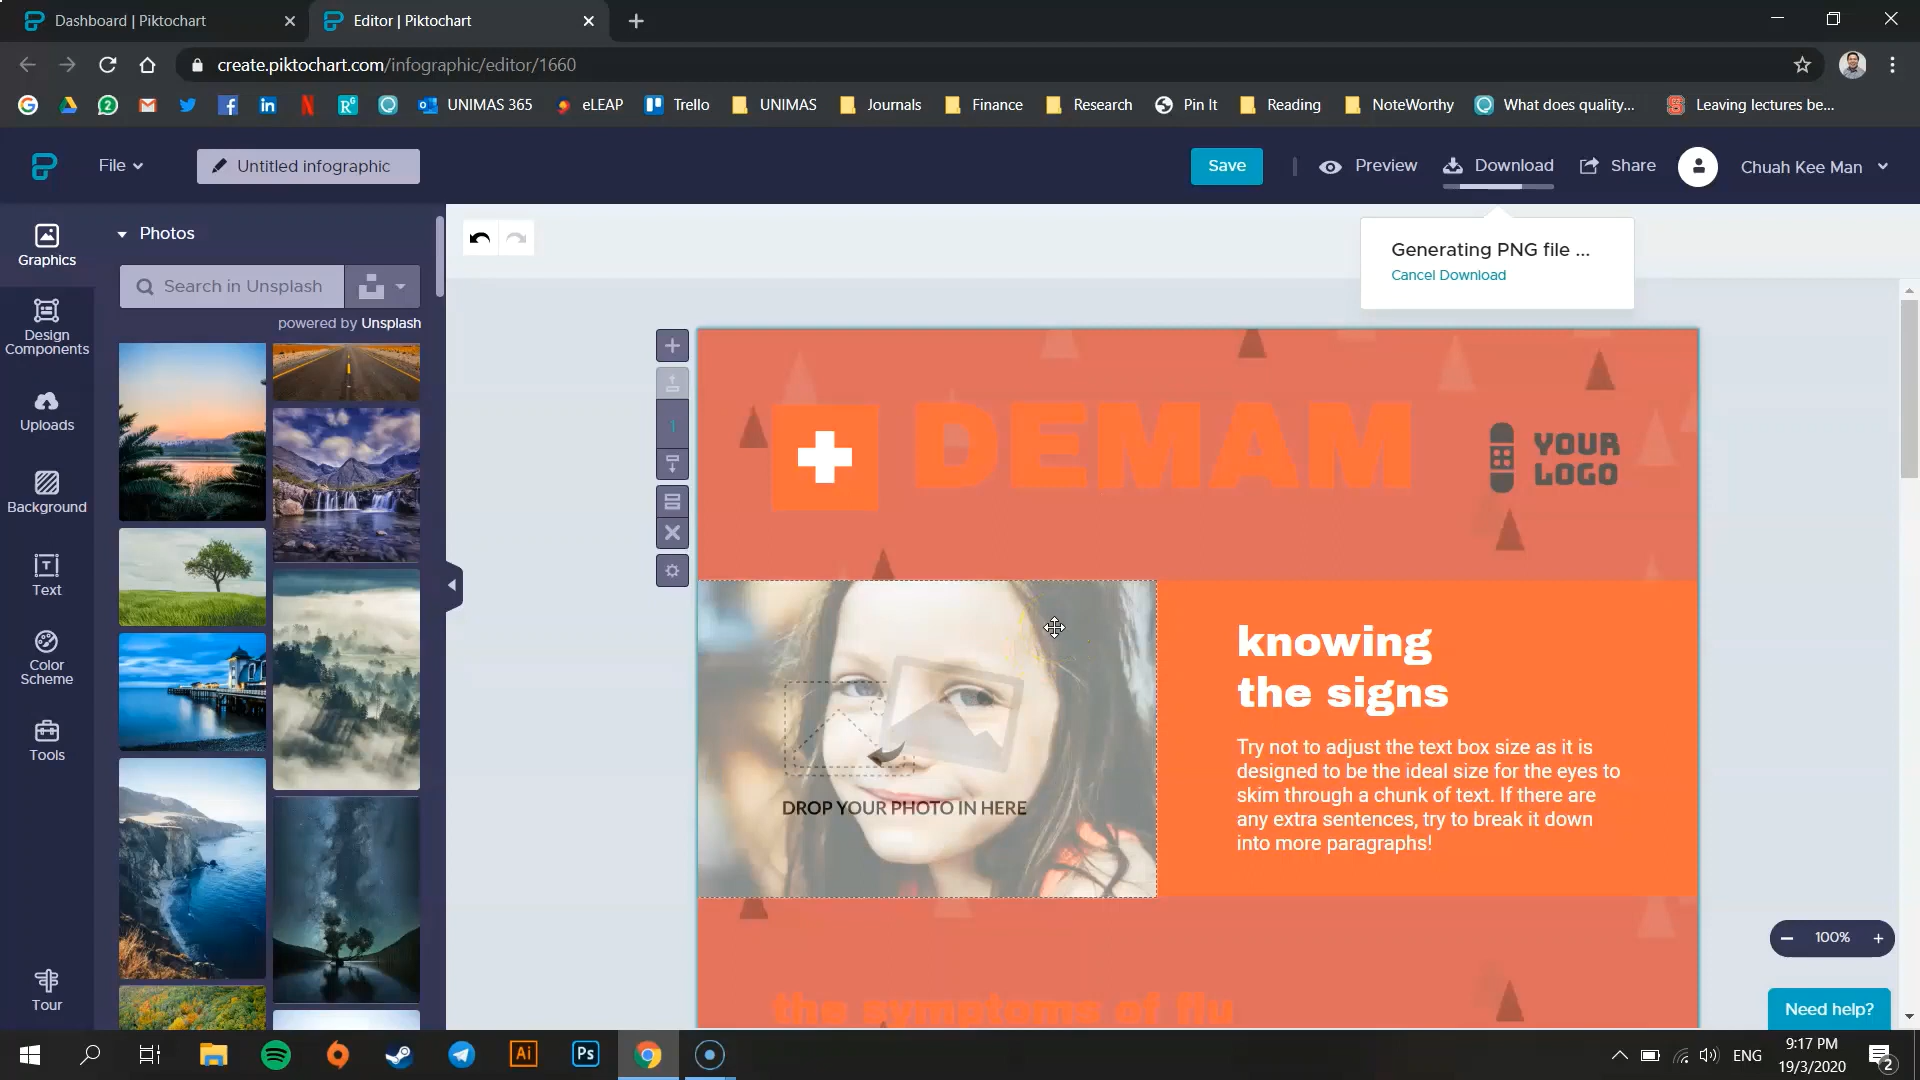 Dashboard | Piktochart
Editor | Piktochart
create.piktochart.com/infographic/editor/1660
UNIMAS 365
eLEAP
Trello
UNIMAS
Journals
Finance
Research
Pin It
Reading
NoteWorthy
What does quality...
Leaving lectures be...
File
Untitled infographic
Save
Preview
Download
Share
Chuah Kee Man
Generating PNG file ...
Cancel Download
Graphics
Design
Components
Uploads
Background
Text
Color
Scheme
Tools
Tour
Photos
Search in Unsplash
powered by Unsplash
1
DEMAM
YOUR
LOGO
DROP YOUR PHOTO IN HERE
knowing
the signs
Try not to adjust the text box size as it is
designed to be the ideal size for the eyes to
skim through a chunk of text. If there are
any extra sentences, try to break it down
into more paragraphs!
the symptoms of flu
100%
Need help?
Ai
Ps
ENG
9:17 PM
19/3/2020
2